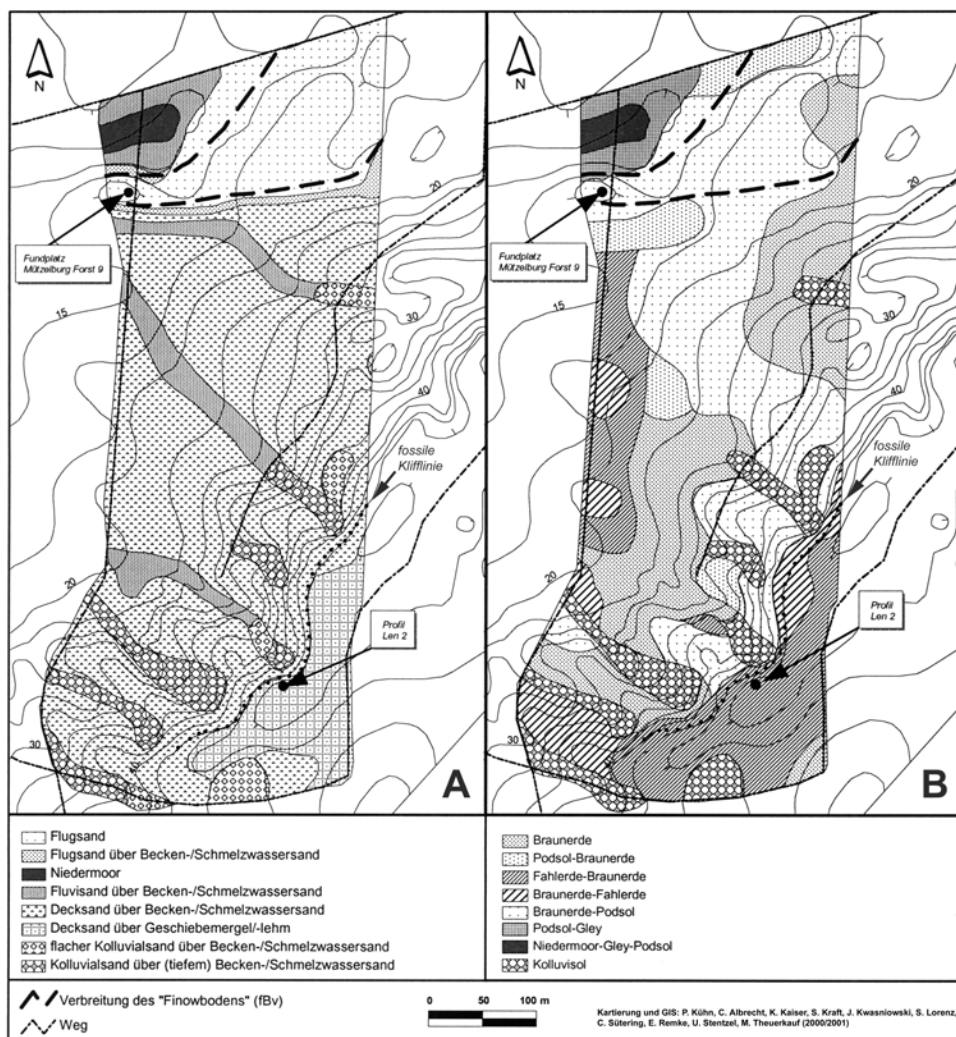 N
N
20
20
Fundplatz
Mützelburg Forst 9
Fundplatz
Mützelburg Forst 9
15
30
15
30
40
40
fossile
Klifflinie
fossile
Klifflinie
20
20
Profil
Len 2
Profil
Len 2
30
40
30
A
B
Flugsand
Flugsand über Becken-/Schmelzwassersand
Niedermoor
Fluvisand über Becken-/Schmelzwassersand
Decksand über Becken-/Schmelzwassersand
Decksand über Geschiebemergel/-lehm
flacher Kolluvialsand über Becken-/Schmelzwassersand
Kolluvialsand über (tiefem) Becken-/Schmelzwassersand
Braunerde
Podsol-Braunerde
Fahlerde-Braunerde
Braunerde-Fahlerde
Braunerde-Podsol
Podsol-Gley
Niedermoor-Gley-Podsol
Kolluvisol
Verbreitung des "Finowbodens" (fBv)
Weg
0 50 100 m
Kartierung und GIS: P. Kühn, C. Albrecht, K. Kaiser, S. Kraft, J. Kwasniowski, S. Lorenz,
C. Sütering, E. Remke, U. Stentzel, M. Theuerkauf (2000/2001)